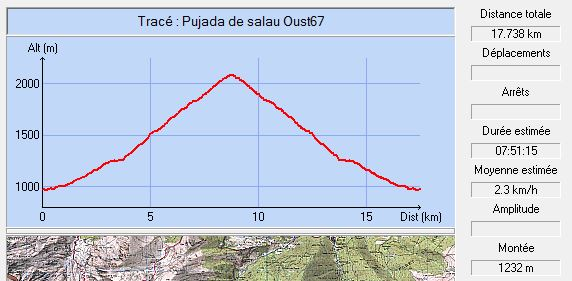 Tracé : Pujada de salau Oust67
Alt (m)
2000
1500
1000
0
5
10
15
Dist (km)
Distance totale
17.738 km
Déplacements
Arrêts
Durée estimée
07:51:15
Moyenne estimée
2.3 km/h
Amplitude
Montée
1232 m